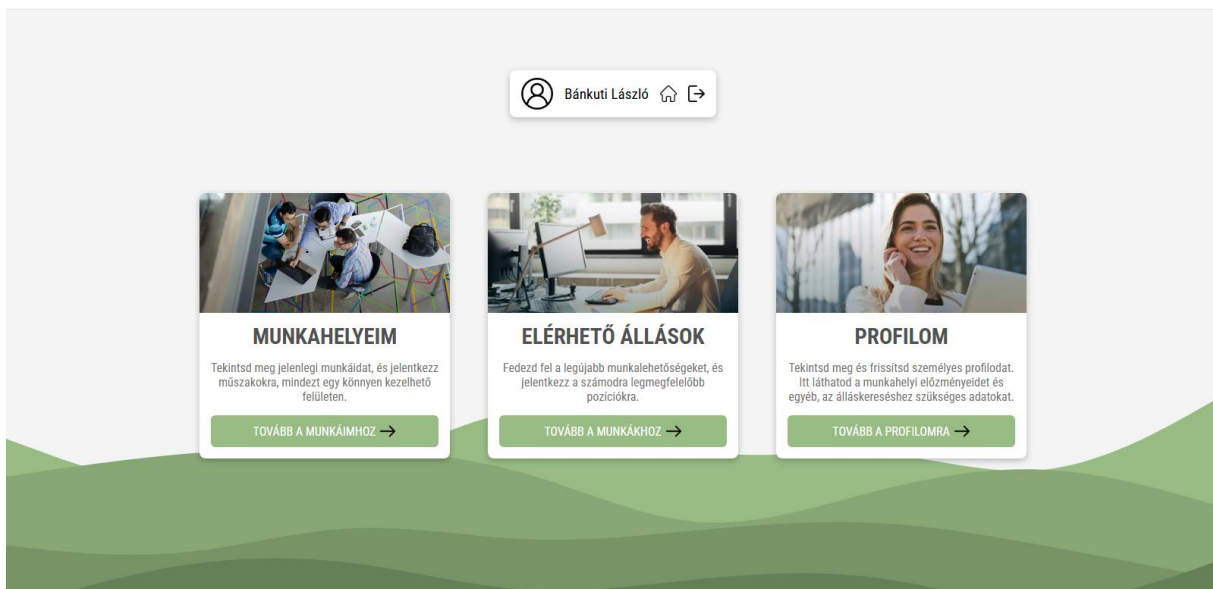 Bánkuti László
MUNKAHELYEIM
Tekintsd meg jelenlegi munkáidat, és jelentkezz
műszakokra, mindezt egy könnyen kezelhető
felületen.
TOVÁBB A MUNKÁIMHOZ
ELÉRHETŐ ÁLLÁSOK
Fedezd fel a legújabb munkalehetőségeket, és
jelentkezz a számodra legmegfelelőbb
pozíciókra.
TOVÁBB A MUNKÁKHOZ
PROFILOM
Tekintsd meg és frissítsd személyes profilodat.
Itt láthatod a munkahelyi előzményeidet és
egyéb, az álláskereséshez szükséges adatokat.
TOVÁBB A PROFILOMRA